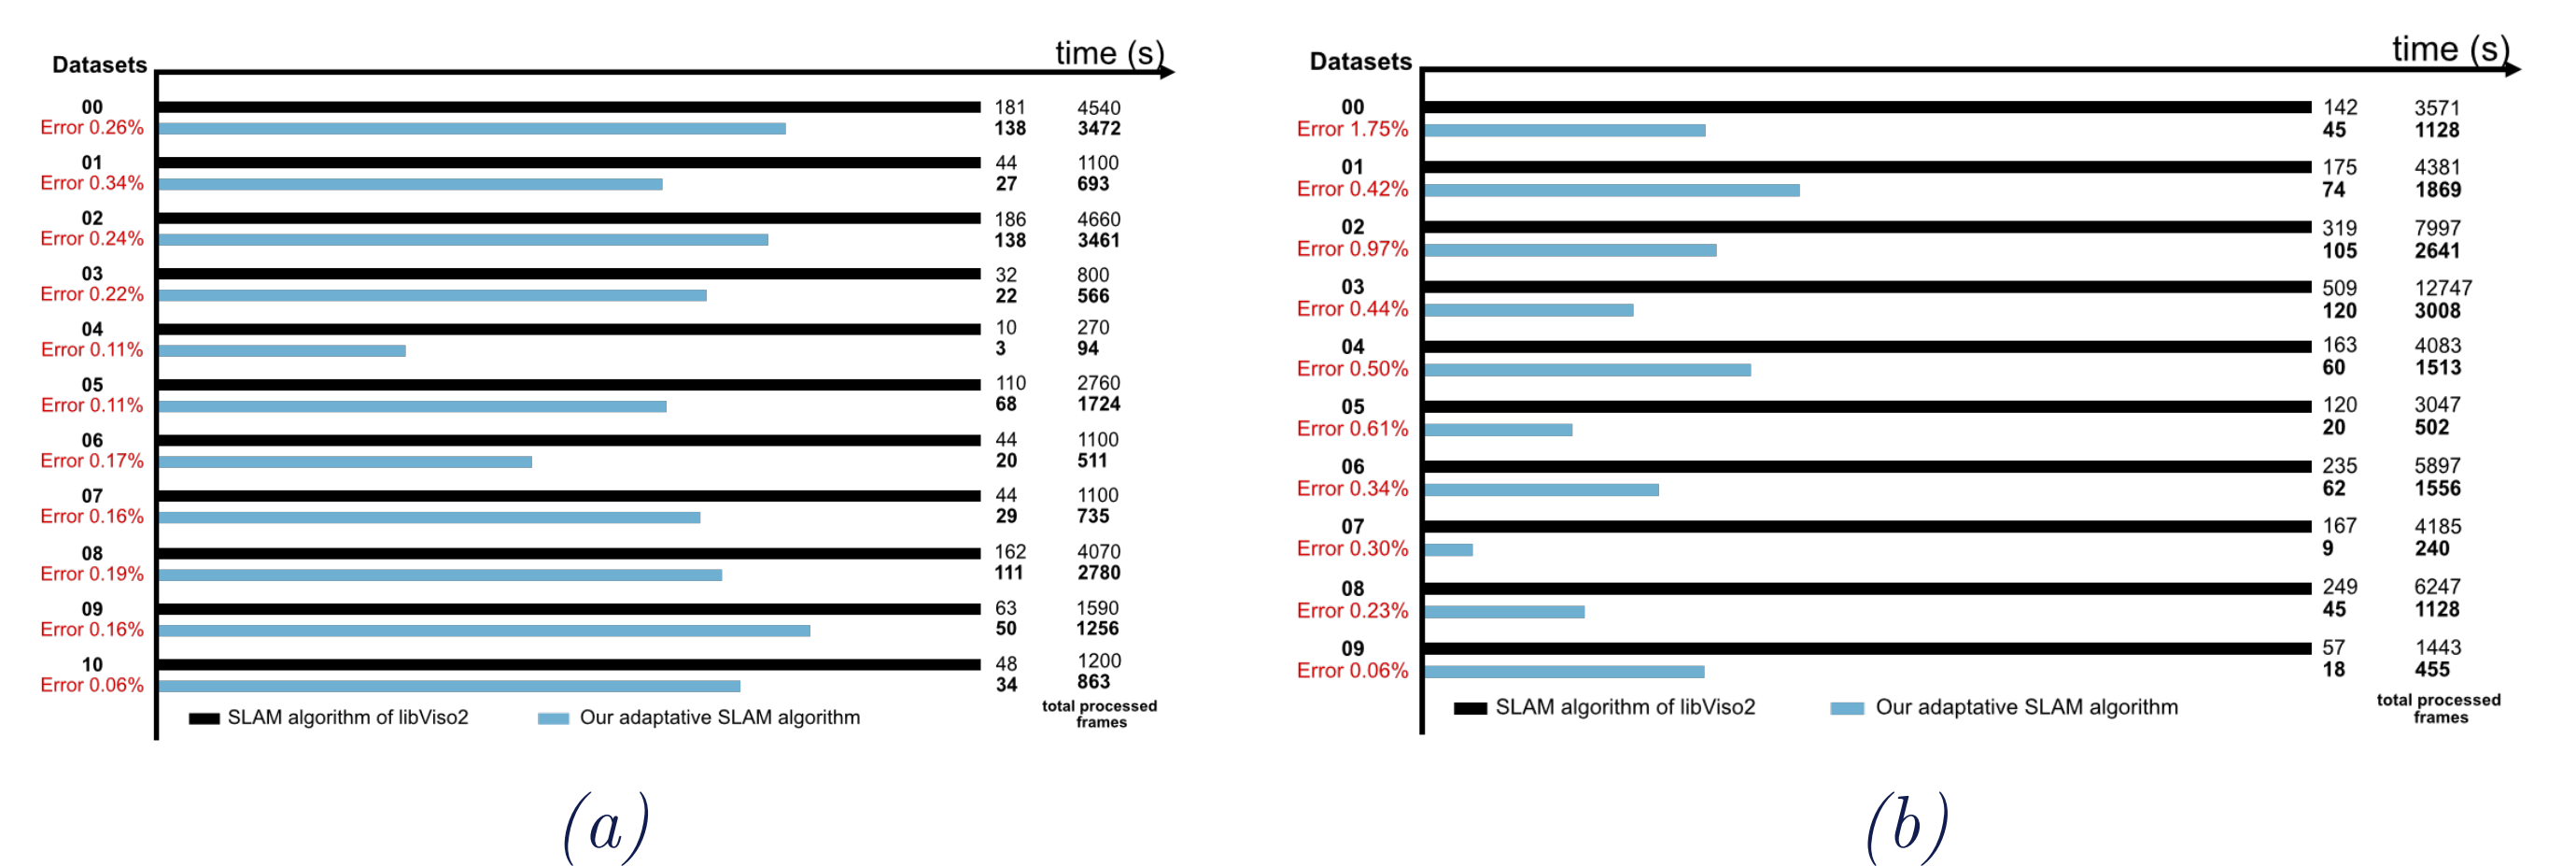 time (s)
Datasets
00 181 4540
Error 0.26% 138 3472
01 44 1100
Error 0.34% 27 693
02 186 4660
Error 0.24% 138 3461
03 32 800
Error 0.22% 22 566
04 10 270
Error 0.11% 3 94
05 110 2760
Error 0.11% 68 1724
06 44 1100
Error 0.17% 20 511
07 44 1100
Error 0.16% 29 735
08 162 4070
Error 0.19% 111 2780
09 63 1590
Error 0.16% 50 1256
10 48 1200
Error 0.06% 34 863
SLAM algorithm of libViso2 Our adaptative SLAM algorithm
total processed
frames
(a)
time (s)
Datasets
00 142 3571
Error 1.75% 45 1128
01 175 4381
Error 0.42% 74 1869
02 319 7997
Error 0.97% 105 2641
03 509 12747
Error 0.44% 120 3008
04 163 4083
Error 0.50% 60 1513
05 120 3047
Error 0.61% 20 502
06 235 5897
Error 0.34% 62 1556
07 167 4185
Error 0.30% 9 240
08 249 6247
Error 0.23% 45 1128
09 57 1443
Error 0.06% 18 455
SLAM algorithm of libViso2 Our adaptative SLAM algorithm
total processed
frames
(b)